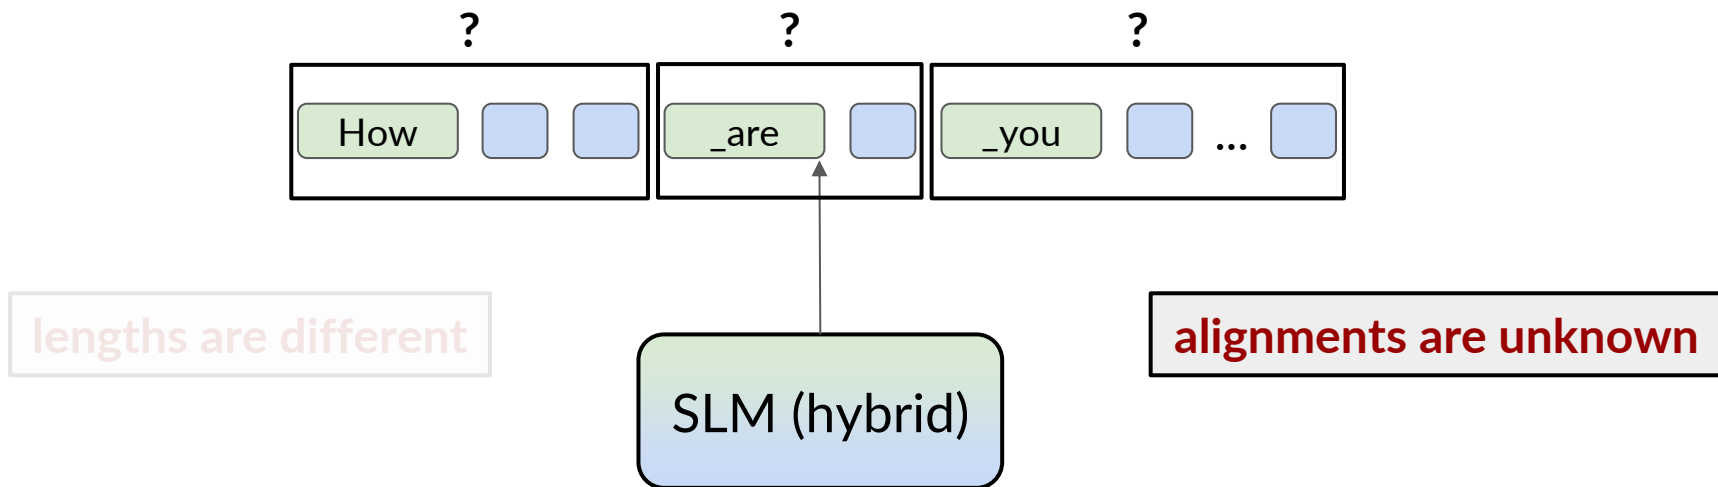 ? ? ?
How _are _you ...
lengths are different
alignments are unknown
SLM (hybrid)